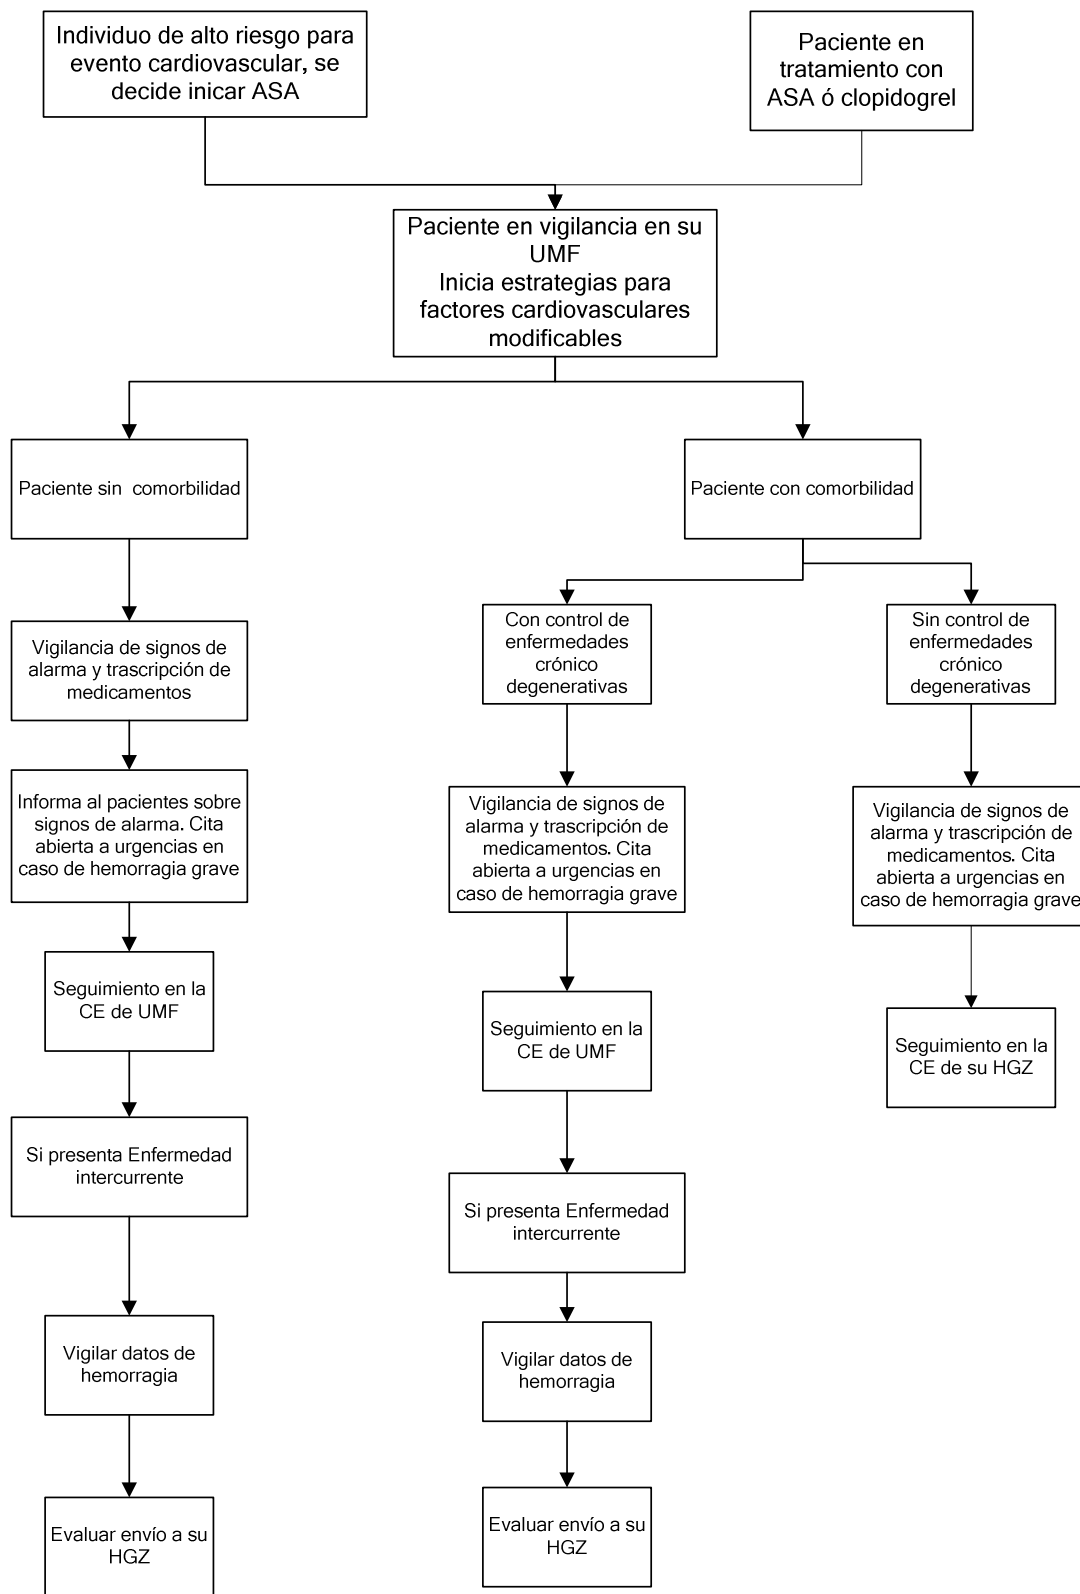 Individuo de alto riesgo para
evento cardiovascular, se
decide inicar ASA
Paciente en
tratamiento con
ASA ó clopidogrel
Paciente en vigilancia en su
UMF
Inicia estrategias para
factores cardiovasculares
modificables
Paciente sin comorbilidad
Paciente con comorbilidad
Vigilancia de signos de
alarma y trascripción de
medicamentos
Informa al pacientes sobre
signos de alarma. Cita
abierta a urgencias en
caso de hemorragia grave
Seguimiento en la
CE de UMF
Si presenta Enfermedad
intercurrente
Vigilar datos de
hemorragia
Evaluar envío a su
HGZ
Con control de
enfermedades
crónico
degenerativas
Vigilancia de signos de
alarma y trascripción de
medicamentos. Cita
abierta a urgencias en
caso de hemorragia grave
Seguimiento en la
CE de UMF
Si presenta Enfermedad
intercurrente
Vigilar datos de
hemorragia
Evaluar envío a su
HGZ
Sin control de
enfermedades
crónico
degenerativas
Vigilancia de signos de
alarma y trascripción de
medicamentos. Cita
abierta a urgencias en
caso de hemorragia grave
Seguimiento en la
CE de su HGZ